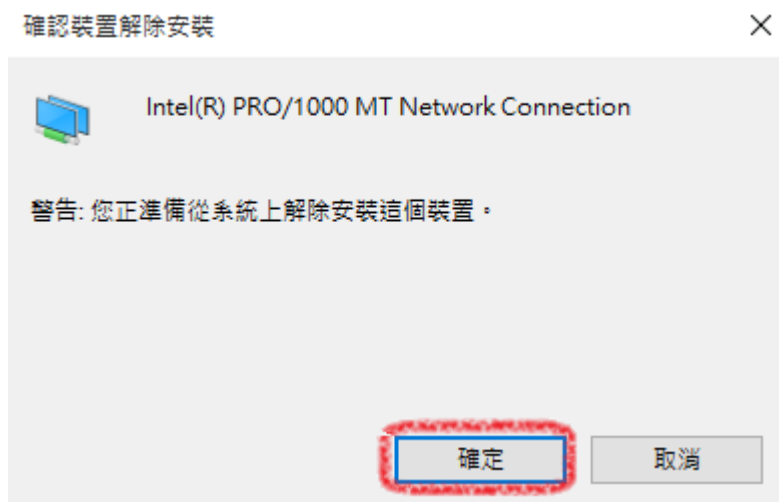 確認裝置解除安裝
Intel(R) PRO/1000 MT Network Connection
警告: 您正準備從系統上解除安裝這個裝置。
確定
取消